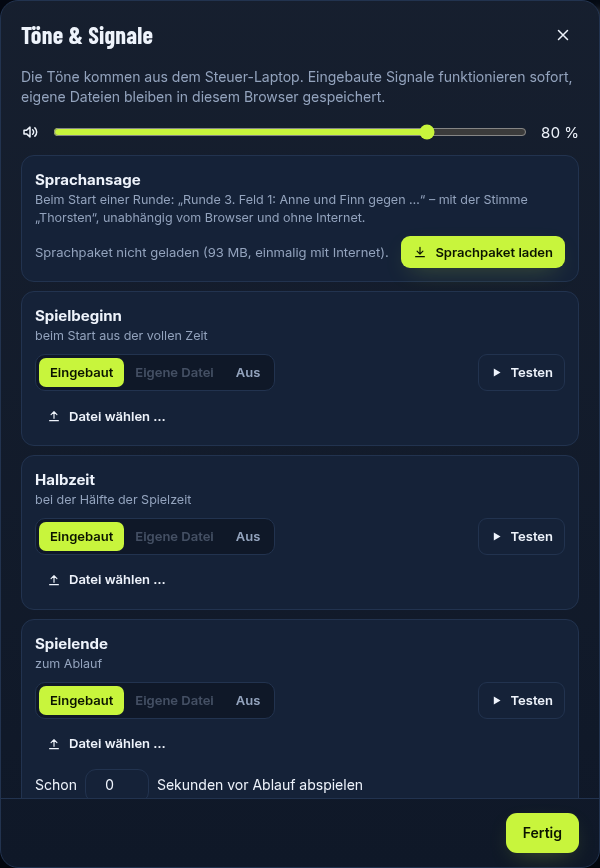 Töne & Signale
Die Töne kommen aus dem Steuer-Laptop. Eingebaute Signale funktionieren sofort,
eigene Dateien bleiben in diesem Browser gespeichert.
80 %
Sprachansage
Beim Start einer Runde: „Runde 3. Feld 1: Anne und Finn gegen …“ – mit der Stimme
„Thorsten“, unabhängig vom Browser und ohne Internet.
Sprachpaket nicht geladen (93 MB, einmalig mit Internet).
Sprachpaket laden
Spielbeginn
beim Start aus der vollen Zeit
Eingebaut Eigene Datei Aus Testen
Datei wählen …
Halbzeit
bei der Hälfte der Spielzeit
Eingebaut Eigene Datei Aus Testen
Datei wählen …
Spielende
zum Ablauf
Eingebaut Eigene Datei Aus Testen
Datei wählen …
Schon 0 Sekunden vor Ablauf abspielen
Fertig